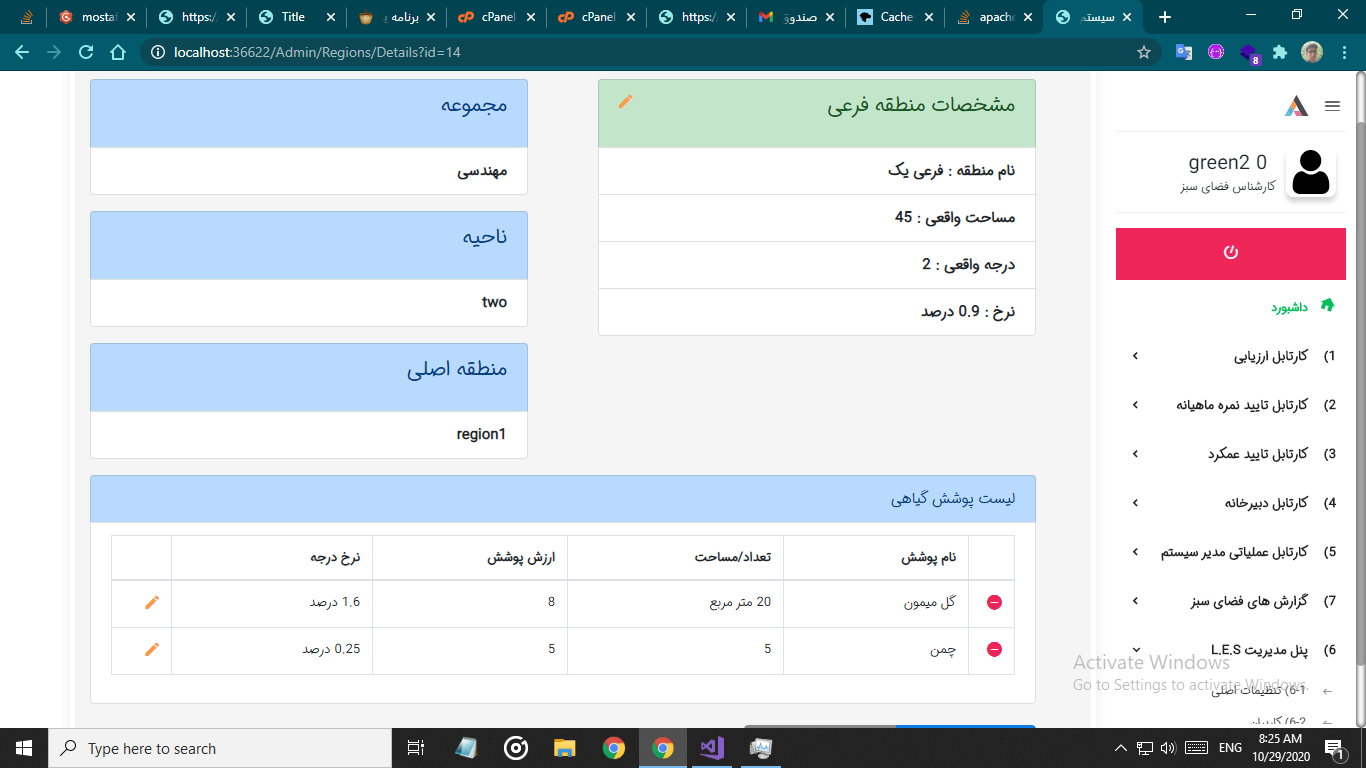 mostaf
https:/
Title
برنامه ی
cPanel
cPanel
https:/
صندوق
Cache-
apache
سیستم
localhost:36622/Admin/Regions/Details?id=14
8
green2 0
کارشناس فضای سبز
داشبورد
(1 کارتابل ارزیابی
(2 کارتابل تایید نمره ماهیانه
(3 کارتابل تایید عمکرد
(4 کارتابل دبیرخانه
(5 کارتابل عملیاتی مدیر سیستم
(7 گزارش های فضای سبز
(6 پنل مدیریت L.E.S
6-1) تنظیمات اصلی
6-2) کاربران
مشخصات منطقه فرعی
نام منطقه : فرعی یک
مساحت واقعی : 45
درجه واقعی : 2
نرخ : 0.9 درصد
مجموعه
مهندسی
ناحیه
two
منطقه اصلی
region1
لیست پوشش گیاهی
نام پوشش تعداد/مساحت ارزش پوشش نرخ درجه
گل میمون 20 متر مربع 8 1.6 درصد
چمن 5 5 0.25 درصد
Activate Windows
Go to Settings to activate Windows.
Type here to search
ENG
8:25 AM
10/29/2020
1